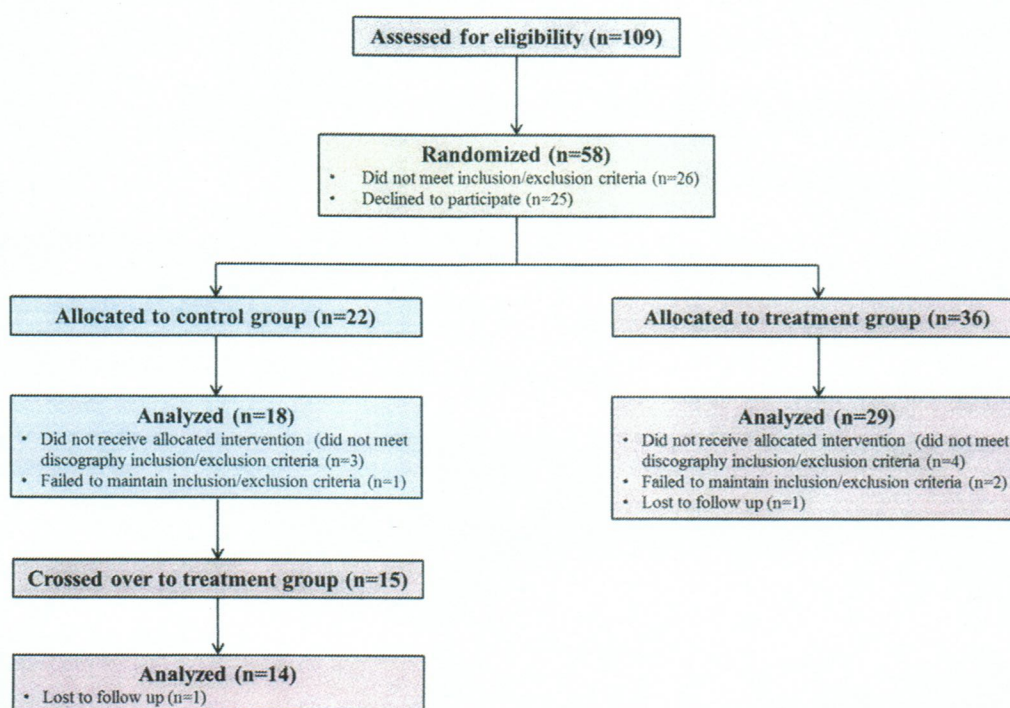 Assessed for eligibility (n=109)
Randomized (n=58)
• Did not meet inclusion/exclusion criteria (n=26)
• Declined to participate (n=25)
Allocated to control group (n=22)
Allocated to treatment group (n=36)
Analyzed (n=18)
• Did not receive allocated intervention (did not meet
discography inclusion/exclusion criteria (n=3)
• Failed to maintain inclusion/exclusion criteria (n=1)
Analyzed (n=29)
• Did not receive allocated intervention (did not meet
discography inclusion/exclusion criteria (n=4)
• Failed to maintain inclusion/exclusion criteria (n=2)
• Lost to follow up (n=1)
Crossed over to treatment group (n=15)
Analyzed (n=14)
• Lost to follow up (n=1)